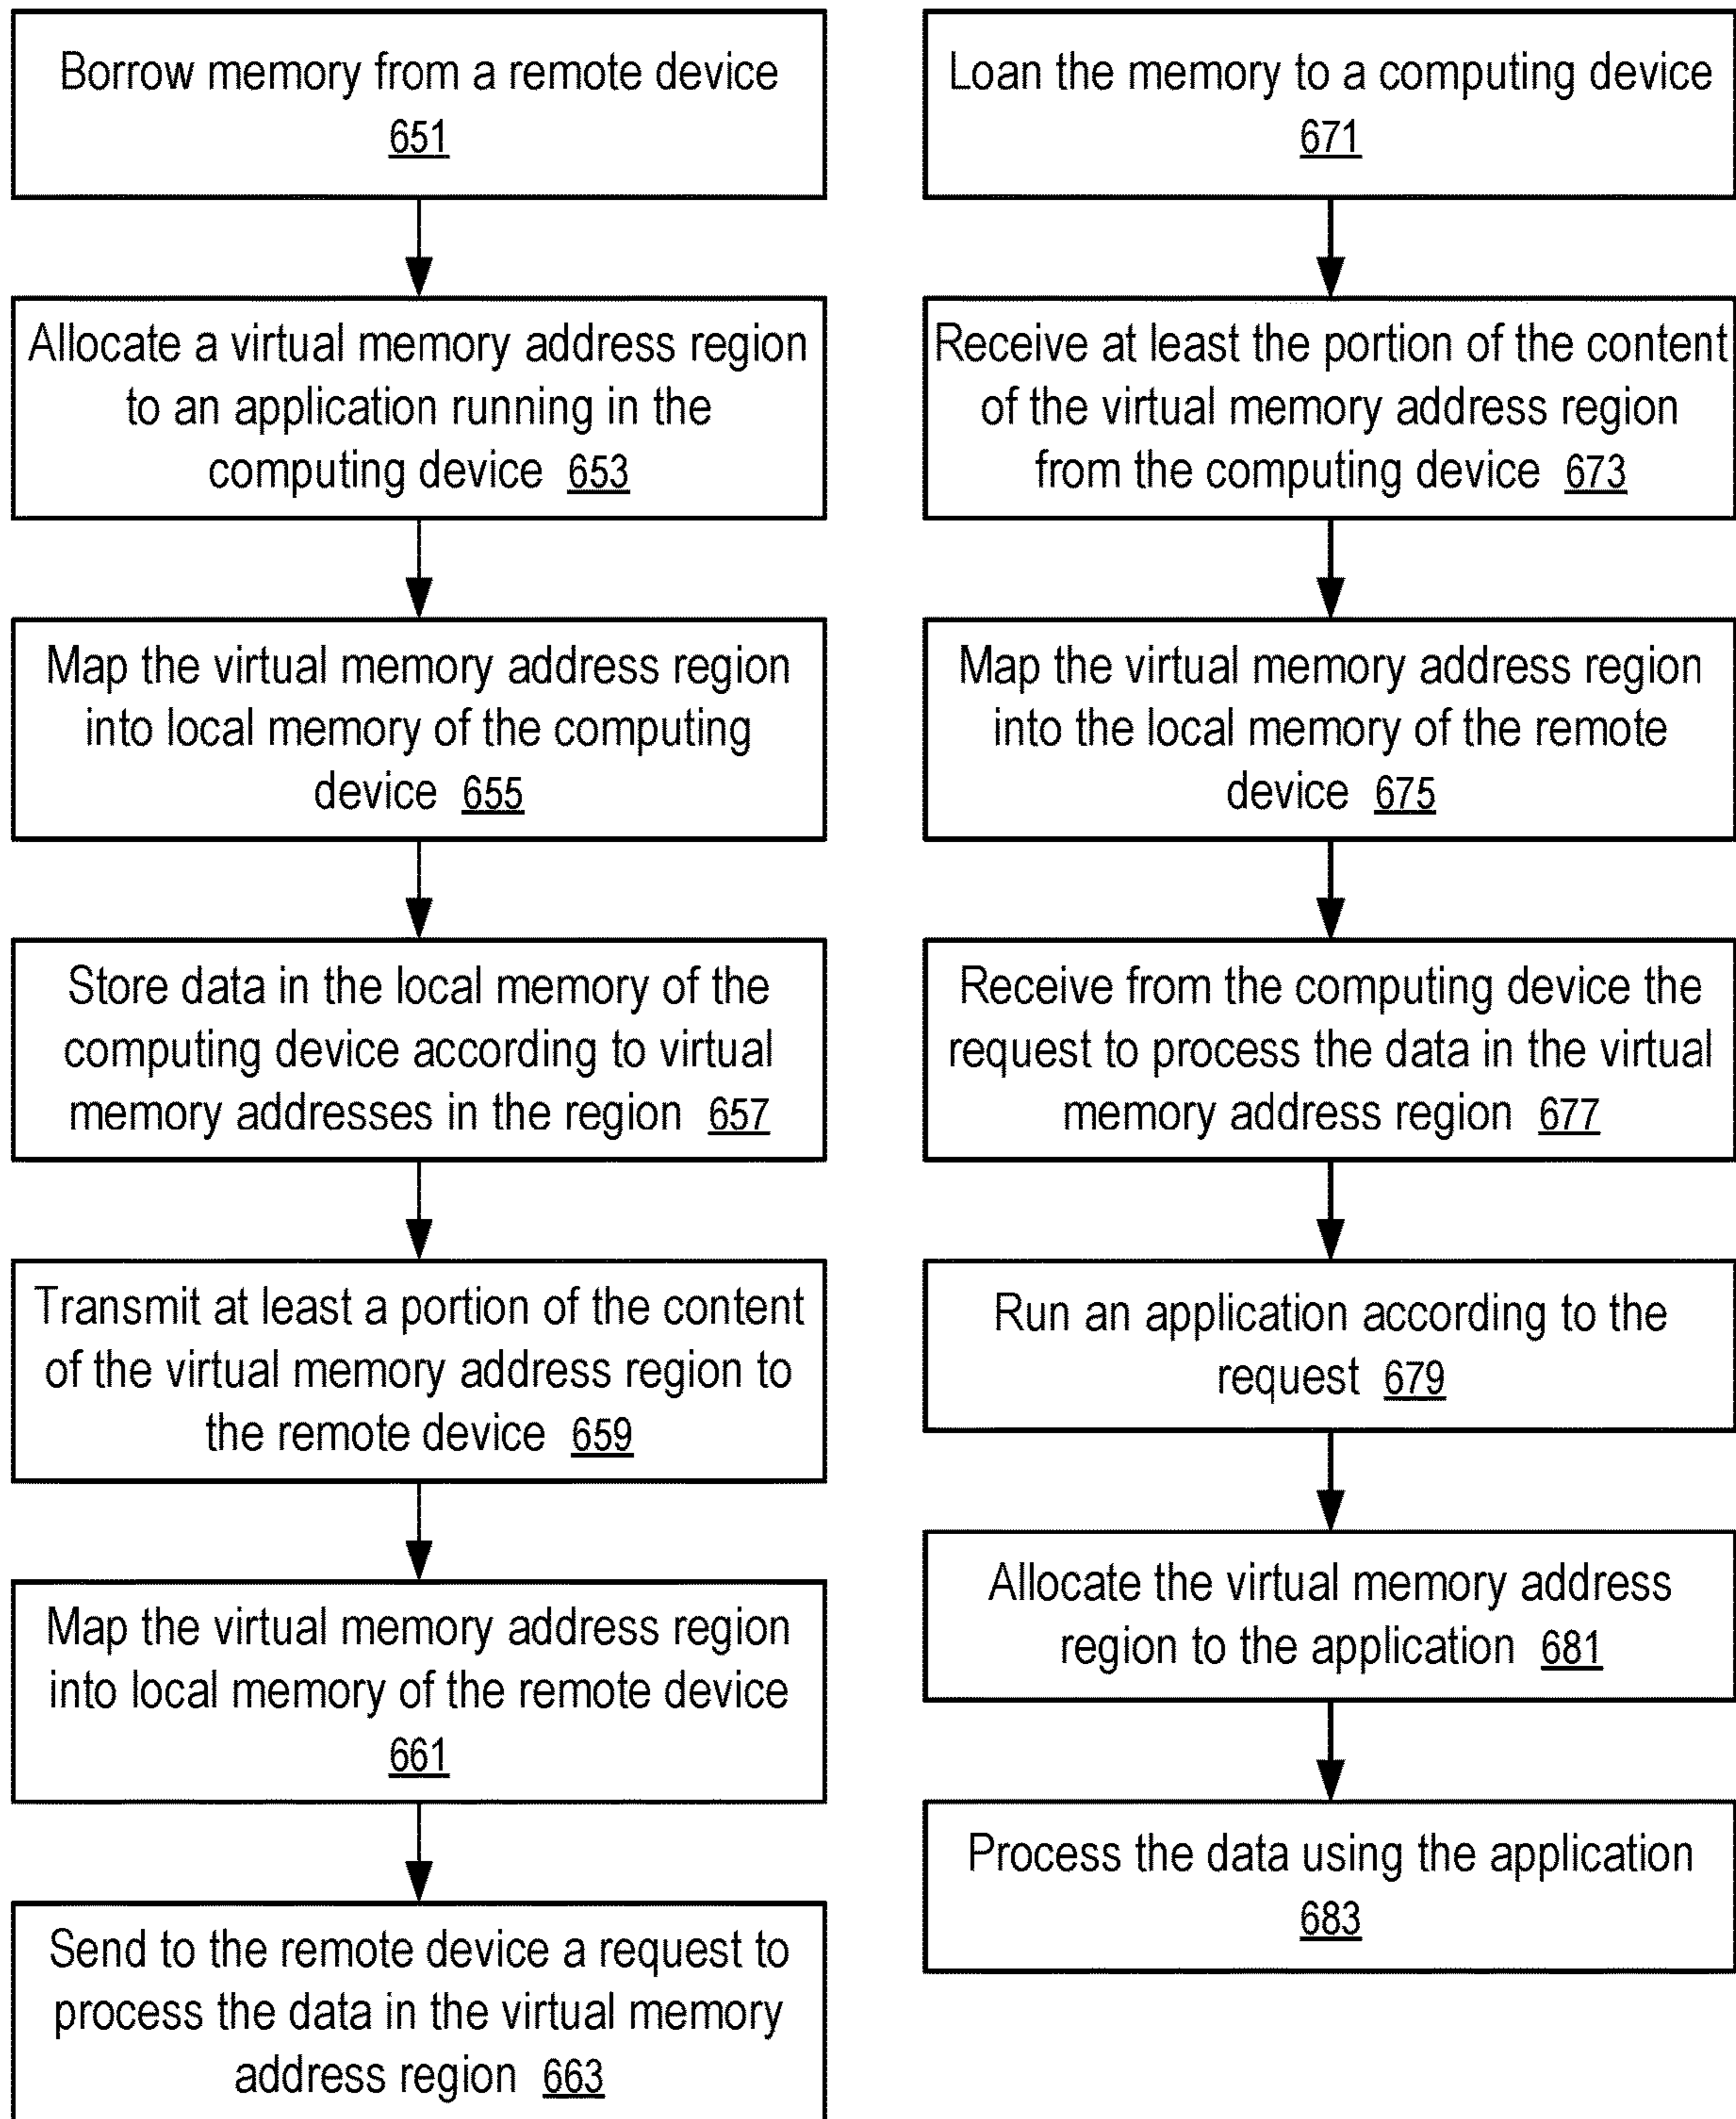 Borrow memory from a remote device
651
Allocate a virtual memory address region
to an application running in the
computing device 653
Map the virtual memory address region
into local memory of the computing
device 655
Store data in the local memory of the
computing device according to virtual
memory addresses in the region 657
Transmit at least a portion of the content
of the virtual memory address region to
the remote device 659
Map the virtual memory address region
into local memory of the remote device
661
Send to the remote device a request to
process the data in the virtual memory
address region 663
Loan the memory to a computing device
671
Receive at least the portion of the content
of the virtual memory address region
from the computing device 673
Map the virtual memory address region
into the local memory of the remote
device 675
Receive from the computing device the
request to process the data in the virtual
memory address region 677
Run an application according to the
request 679
Allocate the virtual memory address
region to the application 681
Process the data using the application
683